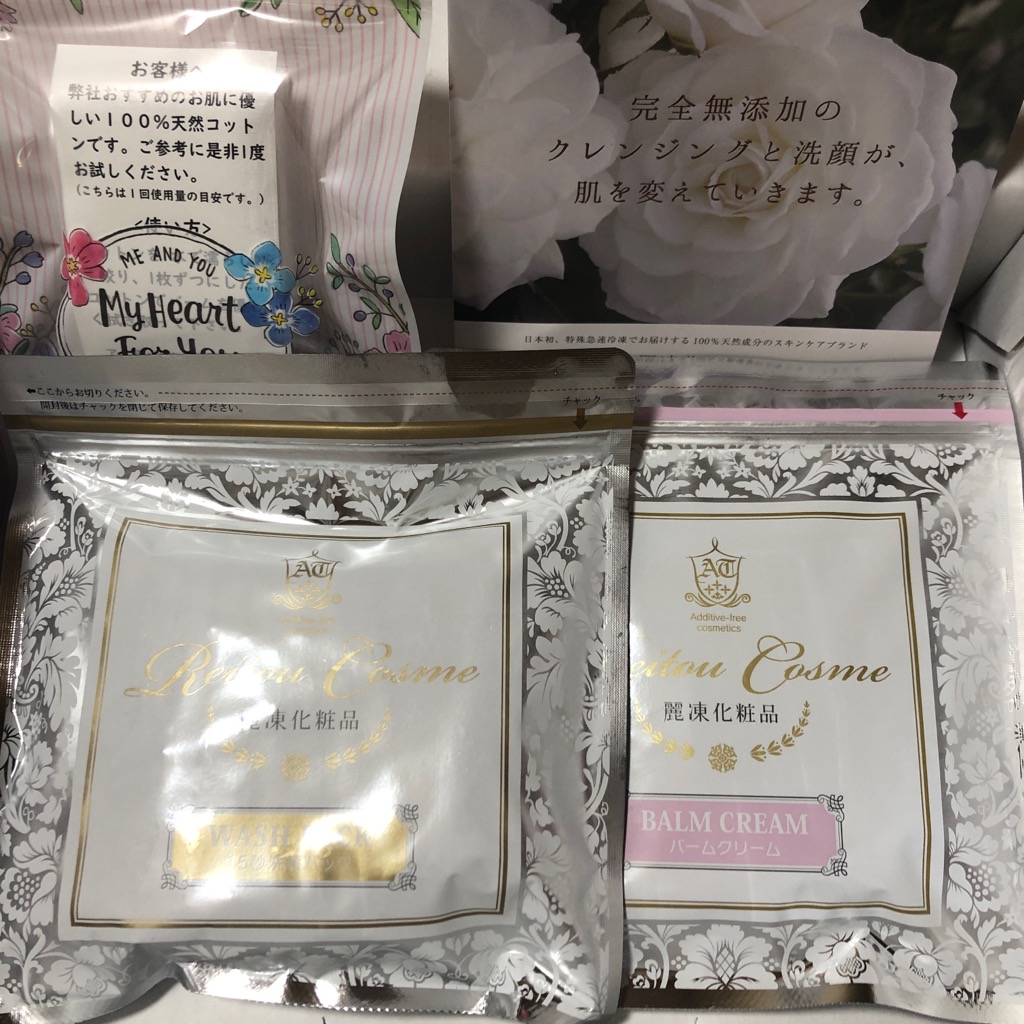 お客様へ
弊社おすすめのお肌に優
しい100%天然コット
ンです。ご参考に是非1度
お試しください。
(こちらは1回使用量の目安です。)
<使い方>
ME AND YOU
My Heart
For You
完全無添加の
クレンジングと洗顔が、
肌を変えていきます。
日本初、特殊急速冷凍でお届けする100%天然成分のスキンケアブランド
⬅ここからお切りください。
開封後はチャックを閉じて保存してください。
チャック
AT
Reitou Cosme
麗凍化粧品
WASH PACK
チャック
AT
Additive-free
cosmetics
eitou Cosme
麗凍化粧品
BALM CREAM
バームクリーム